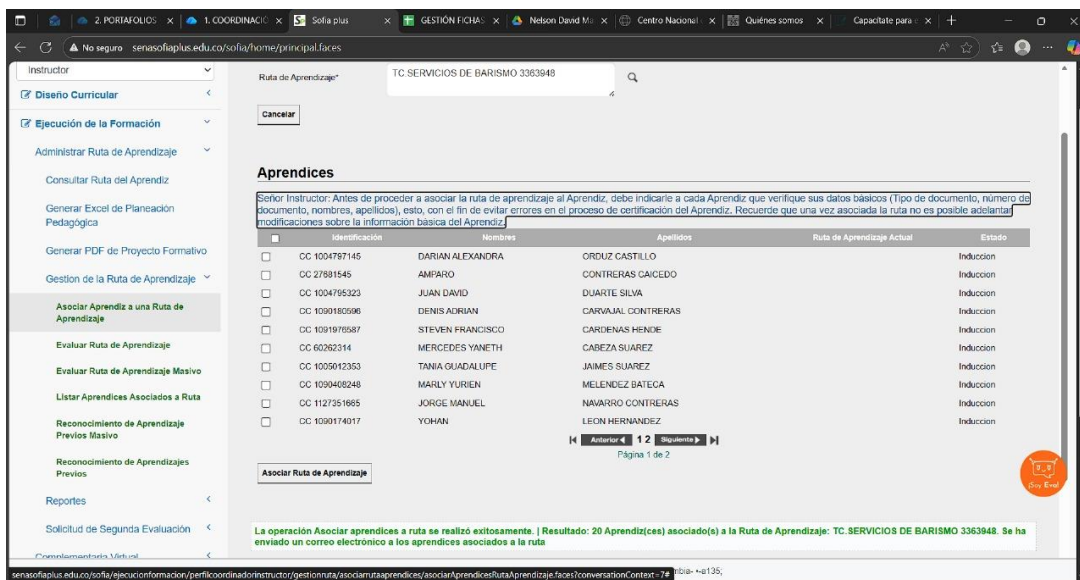 2. PORTAFOLIOS
1. COORDINACIÓ
Sofia plus
GESTIÓN FICHAS
Nelson David Ma
Centro Nacional
Quiénes somos
Capacítate para e
No seguro senasofiaplus.edu.co/sofia/home/principal.faces
Instructor
Diseño Curricular
Ejecución de la Formación
Administrar Ruta de Aprendizaje
Consultar Ruta del Aprendiz
Generar Excel de Planeación
Pedagógica
Generar PDF de Proyecto Formativo
Gestion de la Ruta de Aprendizaje
Asociar Aprendiz a una Ruta de
Aprendizaje
Evaluar Ruta de Aprendizaje
Evaluar Ruta de Aprendizaje Masivo
Listar Aprendices Asociados a Ruta
Reconocimiento de Aprendizaje
Previos Masivo
Reconocimiento de Aprendizajes
Previos
Reportes
Solicitud de Segunda Evaluación
Complementaria Virtual
Ruta de Aprendizaje* TC.SERVICIOS DE BARISMO 3363948
Cancelar
Aprendices
Señor Instructor: Antes de proceder a asociar la ruta de aprendizaje al Aprendiz, debe indicarle a cada Aprendiz que verifique sus datos básicos (Tipo de documento, número de
documento, nombres, apellidos), esto, con el fin de evitar errores en el proceso de certificación del Aprendiz. Recuerde que una vez asociada la ruta no es posible adelantar
modificaciones sobre la información básica del Aprendiz.
Identificación Nombres Apellidos Ruta de Aprendizaje Actual Estado
CC 1004797145 DARIAN ALEXANDRA ORDUZ CASTILLO Induccion
CC 27681545 AMPARO CONTRERAS CAICEDO Induccion
CC 1004795323 JUAN DAVID DUARTE SILVA Induccion
CC 1090180596 DENIS ADRIAN CARVAJAL CONTRERAS Induccion
CC 1091976587 STEVEN FRANCISCO CARDENAS HENDE Induccion
CC 60262314 MERCEDES YANETH CABEZA SUAREZ Induccion
CC 1005012353 TANIA GUADALUPE JAIMES SUAREZ Induccion
CC 1090408248 MARLY YURIEN MELENDEZ BATECA Induccion
CC 1127351665 JORGE MANUEL NAVARRO CONTRERAS Induccion
CC 1090174017 YOHAN LEON HERNANDEZ Induccion
Anterior 1 2 Siguiente
Página 1 de 2
Asociar Ruta de Aprendizaje
¡Soy Eva!
La operación Asociar aprendices a ruta se realizó exitosamente. | Resultado: 20 Aprendiz(ces) asociado(s) a la Ruta de Aprendizaje: TC.SERVICIOS DE BARISMO 3363948. Se ha
enviado un correo electrónico a los aprendices asociados a la ruta
senasofiaplus.edu.co/sofia/ejecucionformacion/perfilcoordinadorinstructor/gestionruta/asociarrutaaprendices/asociarAprendicesRutaAprendizaje.faces?conversationContext=7#